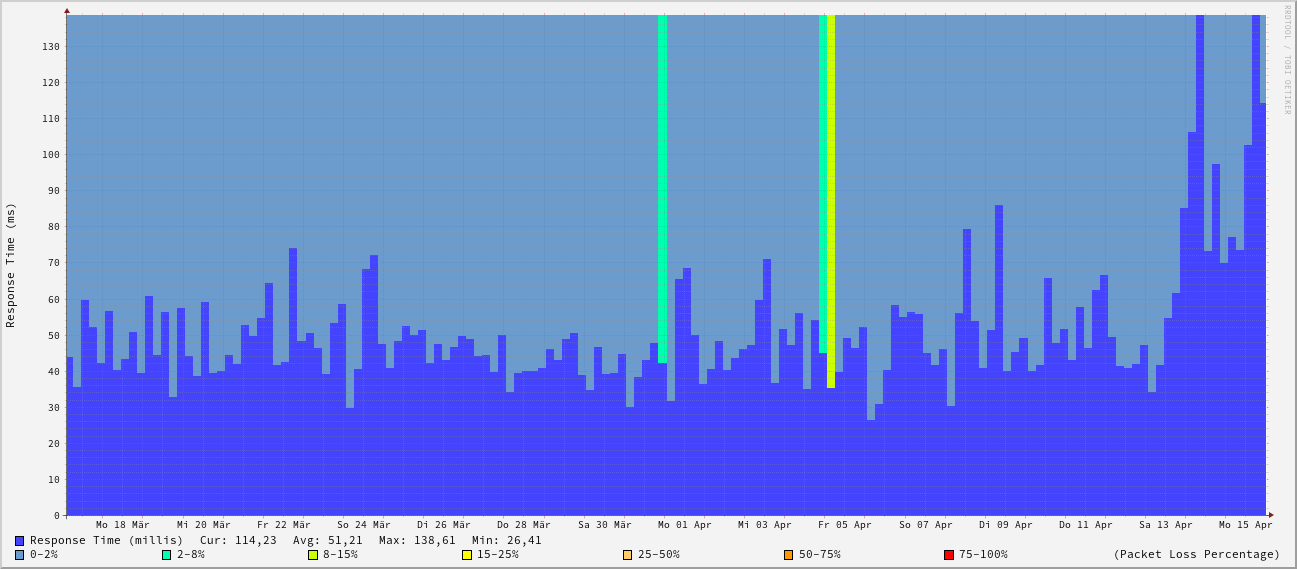 RRDTOOL / TOBI OETIKER
Response Time (ms)
130
120
110
100
90
80
70
60
50
40
30
20
10
0
Mo 18 Mär Mi 20 Mär Fr 22 Mär So 24 Mär Di 26 Mär Do 28 Mär Sa 30 Mär Mo 01 Apr Mi 03 Apr Fr 05 Apr So 07 Apr Di 09 Apr Do 11 Apr Sa 13 Apr Mo 15 Apr
Response Time (millis) Cur: 114,23 Avg: 51,21 Max: 138,61 Min: 26,41
0-2% 2-8% 8-15% 15-25% 25-50% 50-75% 75-100% (Packet Loss Percentage)